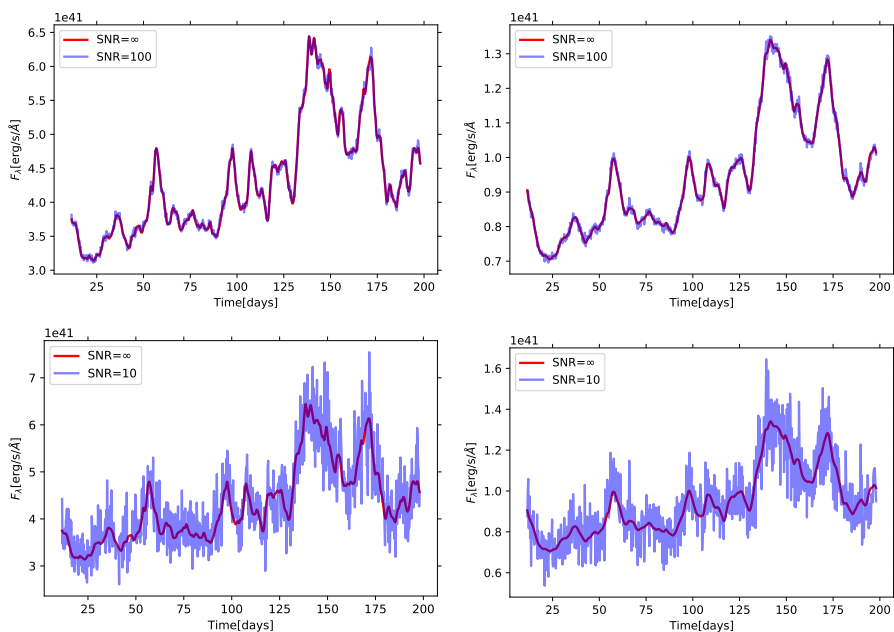 1e41
SNR=∞
SNR=100
6.5
6.0
5.5
5.0
4.5
4.0
3.5
3.0
Fλ[erg/s/Å]
25 50 75 100 125 150 175 200
Time[days]
1e41
SNR=∞
SNR=100
1.3
1.2
1.1
1.0
0.9
0.8
0.7
Fλ[erg/s/Å]
25 50 75 100 125 150 175 200
Time[days]
1e41
SNR=∞
SNR=10
7
6
5
4
3
Fλ[erg/s/Å]
25 50 75 100 125 150 175 200
Time[days]
1e41
SNR=∞
SNR=10
1.6
1.4
1.2
1.0
0.8
0.6
Fλ[erg/s/Å]
25 50 75 100 125 150 175 200
Time[days]